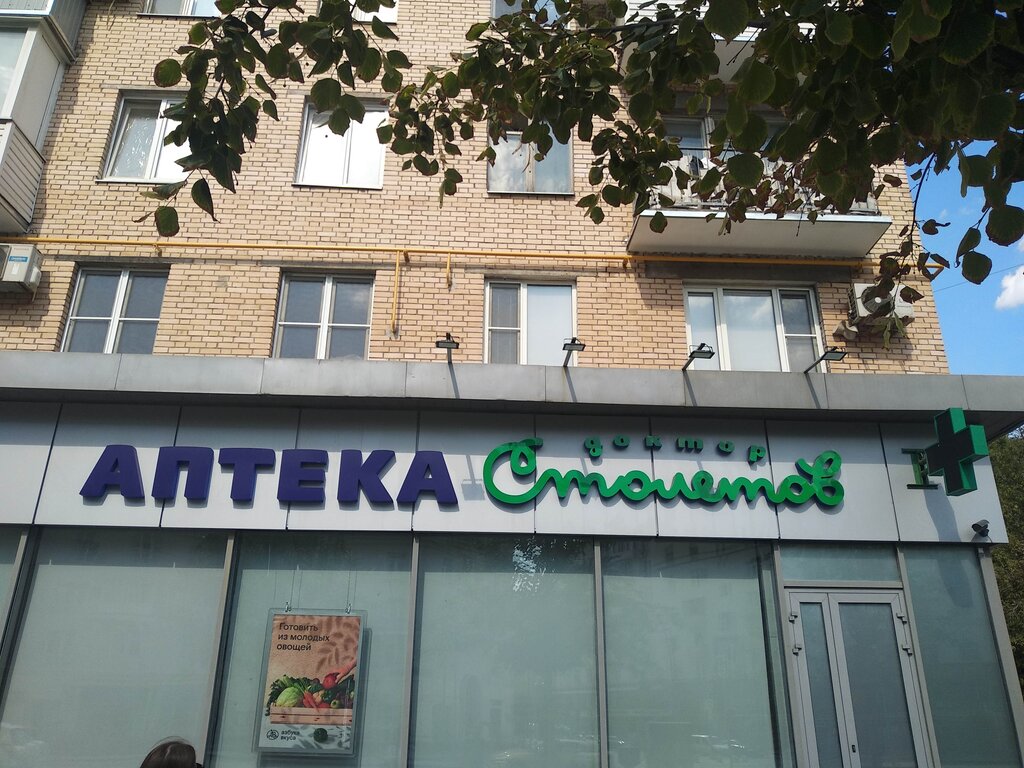 АПТЕКА доктор
Столетов
Готовить
из молодых
овощей
азбука
вкуса